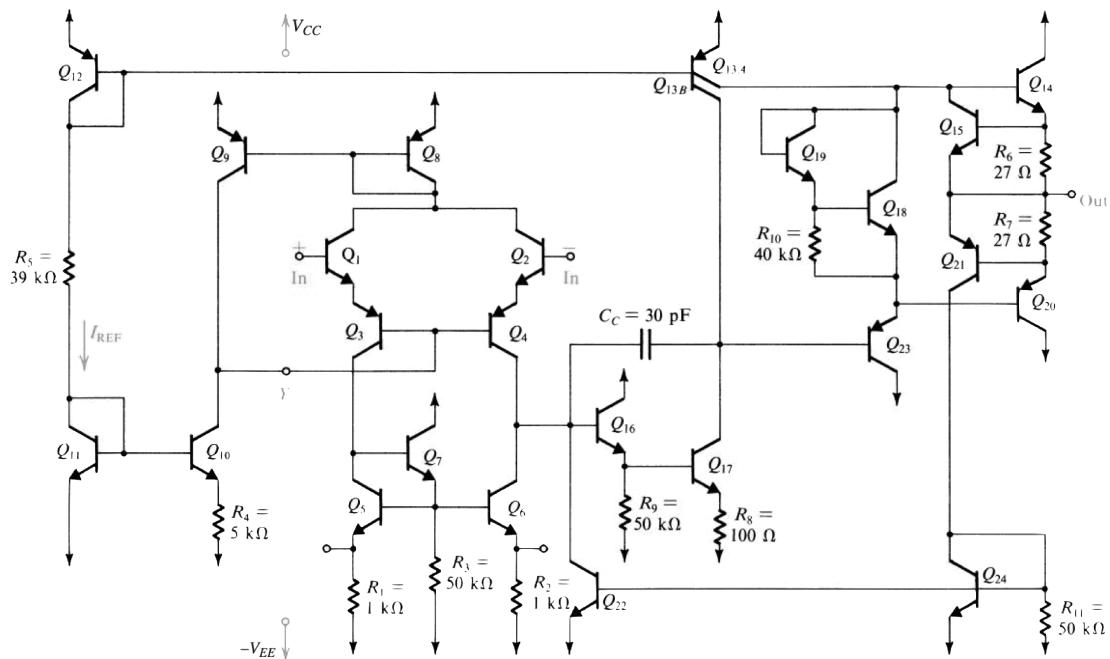 V_CC
Q_12
Q_13A
Q_13B
Q_14
Q_9
Q_8
Q_19
Q_15
R_6 =
27 Ω
Out
Q_18
R_7 =
27 Ω
R_5 =
39 kΩ
+
In
Q_1
Q_2
−
In
R_10 =
40 kΩ
Q_21
Q_20
I_REF
Q_3
Q_4
C_C = 30 pF
Q_23
Y
Q_11
Q_10
Q_7
Q_16
Q_17
R_4 =
5 kΩ
Q_5
Q_6
R_9 =
50 kΩ
R_8 =
100 Ω
R_1 =
1 kΩ
R_3 =
50 kΩ
R_2 =
1 kΩ
Q_22
Q_24
R_11 =
50 kΩ
−V_EE